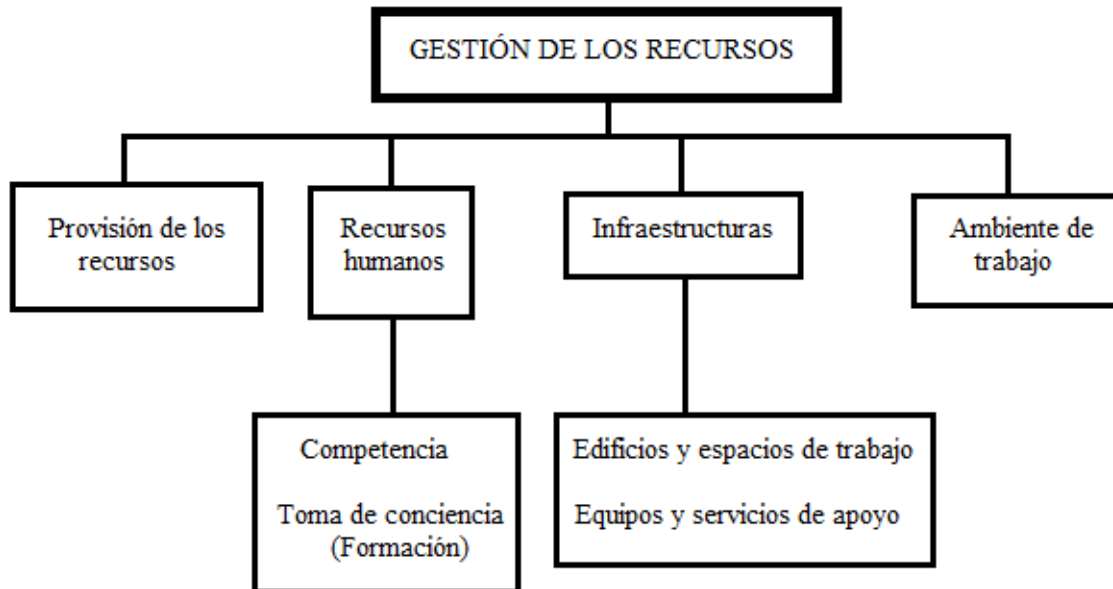 GESTIÓN DE LOS RECURSOS
Provisión de los
recursos
Recursos
humanos
Infraestructuras
Ambiente de
trabajo
Competencia
Toma de conciencia
(Formación)
Edificios y espacios de trabajo
Equipos y servicios de apoyo